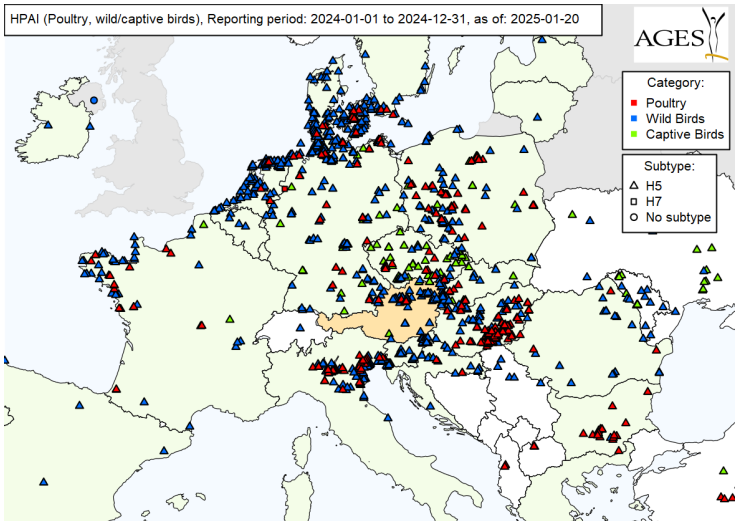 HPAI (Poultry, wild/captive birds), Reporting period: 2024-01-01 to 2024-12-31, as of: 2025-01-20
AGES
Category:
Poultry
Wild Birds
Captive Birds
Subtype:
H5
H7
No subtype